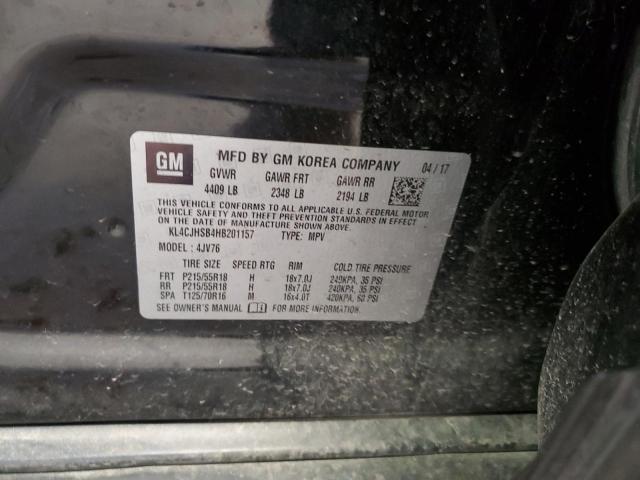 GM
MFD BY GM KOREA COMPANY 04/17
GVWR GAWR FRT GAWR RR
4409 LB 2348 LB 2194 LB
THIS VEHICLE CONFORMS TO ALL APPLICABLE U.S. FEDERAL MOTOR
VEHICLE SAFETY, BUMPER, AND THEFT PREVENTION STANDARDS IN EFFECT ON
THE DATE OF MANUFACTURE SHOWN ABOVE.
KL4CJHSB4HB201157 TYPE: MPV
MODEL: 4JV76
TIRE SIZE SPEED RTG RIM COLD TIRE PRESSURE
FRT P215/55R18 H 18x7.0J 240KPA, 35 PSI
RR P215/55R18 H 18x7.0J 240KPA, 35 PSI
SPA T125/70R16 M 16x4.0T 420KPA, 60 PSI
SEE OWNER'S MANUAL FOR MORE INFORMATION.